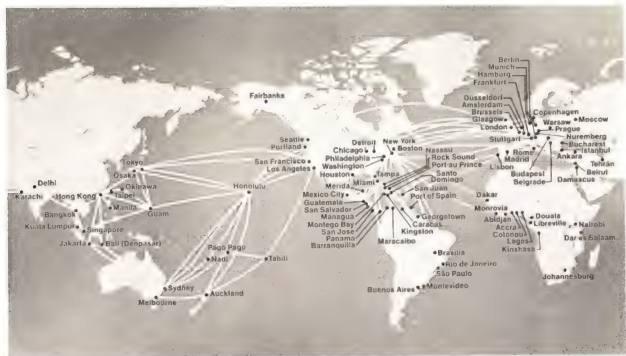 Berlin
Munich
Hamburg
Frankfurt
Dusseldorf
Amsterdam
Brussels
Glasgow
London
Copenhagen
Warsaw
Moscow
Prague
Stuttgart
Nuremberg
Bucharest
Istanbul
Rome
Madrid
Ankara
Lisbon
Tehran
Beirut
Budapest
Belgrade
Damascus
Fairbanks
Seattle
Portland
San Francisco
Los Angeles
Detroit
New York
Chicago
Boston
Philadelphia
Washington
Houston
Tampa
Miami
Nassau
Rock Sound
Port au Prince
Santo
Domingo
San Juan
Port of Spain
Merida
Mexico City
Guatemala
San Salvador
Managua
Montego Bay
San Jose
Panama
Barranquilla
Georgetown
Caracus
Kingston
Maracaibo
Tokyo
Osaka
Okinawa
Taipei
Delhi
Karachi
Hong Kong
Manila
Guam
Bangkok
Kuala Lumpur
Singapore
Jakarta
Bali (Denpasar)
Honolulu
Pago Pago
Nadi
Tahiti
Sydney
Melbourne
Auckland
Brasilia
Rio de Janeiro
São Paulo
Buenos Aires
Montevideo
Dakar
Monrovia
Abidjan
Accra
Cotonou
Lagos
Kinshasa
Douala
Libreville
Nairobi
Dar es Salaam
Johannesburg